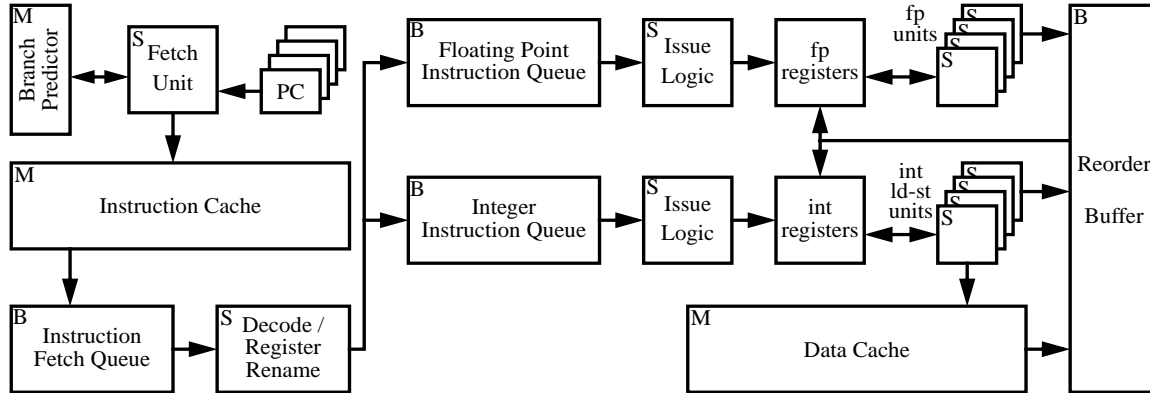 M
Branch
Predictor
S
Fetch
Unit
PC
M
Instruction Cache
B
Instruction
Fetch Queue
S
Decode /
Register
Rename
B
Floating Point
Instruction Queue
S
Issue
Logic
fp
registers
fp
units
S
S
S
S
B
Integer
Instruction Queue
S
Issue
Logic
int
registers
int
ld-st
units
S
S
S
S
M
Data Cache
B
Reorder
Buffer